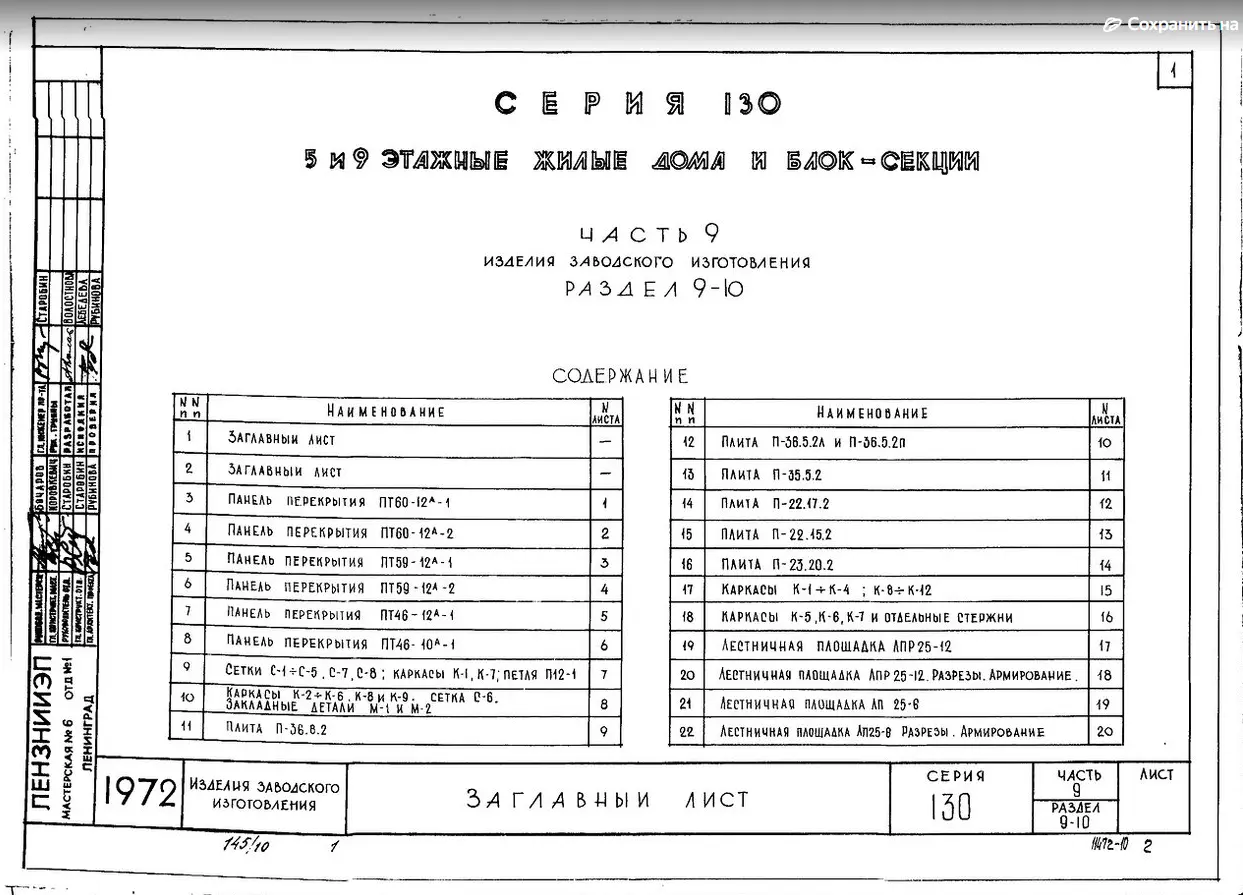 Сохранить на
1
СЕРИЯ 130
5 и 9 ЭТАЖНЫЕ ЖИЛЫЕ ДОМА И БЛОК-СЕКЦИИ
ЧАСТЬ 9
ИЗДЕЛИЯ ЗАВОДСКОГО ИЗГОТОВЛЕНИЯ
РАЗДЕЛ 9-10
СОДЕРЖАНИЕ
NN пп НАИМЕНОВАНИЕ N ЛИСТА
1 ЗАГЛАВНЫЙ ЛИСТ —
2 ЗАГЛАВНЫЙ ЛИСТ —
3 ПАНЕЛЬ ПЕРЕКРЫТИЯ ПТ60-12А-1 1
4 ПАНЕЛЬ ПЕРЕКРЫТИЯ ПТ60-12А-2 2
5 ПАНЕЛЬ ПЕРЕКРЫТИЯ ПТ59-12А-1 3
6 ПАНЕЛЬ ПЕРЕКРЫТИЯ ПТ59-12А-2 4
7 ПАНЕЛЬ ПЕРЕКРЫТИЯ ПТ46-12А-1 5
8 ПАНЕЛЬ ПЕРЕКРЫТИЯ ПТ46-10А-1 6
9 СЕТКИ С-1÷С-5, С-7, С-8; КАРКАСЫ К-1, К-7; ПЕТЛЯ П12-1 7
10 КАРКАСЫ К-2÷К-6, К-8 и К-9. СЕТКА С-6.
ЗАКЛАДНЫЕ ДЕТАЛИ М-1 и М-2 8
11 ПЛИТА П-36.8.2 9
NN пп НАИМЕНОВАНИЕ N ЛИСТА
12 ПЛИТА П-36.5.2Л И П-36.5.2П 10
13 ПЛИТА П-35.5.2 11
14 ПЛИТА П-22.17.2 12
15 ПЛИТА П-22.15.2 13
16 ПЛИТА П-23.20.2 14
17 КАРКАСЫ К-1÷К-4 ; К-8÷К-12 15
18 КАРКАСЫ К-5, К-6, К-7 И ОТДЕЛЬНЫЕ СТЕРЖНИ 16
19 ЛЕСТНИЧНАЯ ПЛОЩАДКА ЛПР25-12 17
20 ЛЕСТНИЧНАЯ ПЛОЩАДКА ЛПР25-12. РАЗРЕЗЫ. АРМИРОВАНИЕ. 18
21 ЛЕСТНИЧНАЯ ПЛОЩАДКА ЛП 25-8 19
22 ЛЕСТНИЧНАЯ ПЛОЩАДКА ЛП25-8 РАЗРЕЗЫ. АРМИРОВАНИЕ 20
СТАРОБИН
ВОЛОСТНОВА
ЛЕБЕДЕВА
РУБИНОВА
РАЗРАБОТАЛ
ПРОВЕРИЛ
БОЧАРОВ
КОРОВКЕВИЧ
СТАРОБИН
СТАРОБИН
РУБИНОВА
ЛЕНЗНИИЭП
МАСТЕРСКАЯ №6 ОТД №1
ЛЕНИНГРАД
1972
ИЗДЕЛИЯ ЗАВОДСКОГО
ИЗГОТОВЛЕНИЯ
ЗАГЛАВНЫЙ ЛИСТ
СЕРИЯ
130
ЧАСТЬ
9
РАЗДЕЛ
9-10
ЛИСТ
145/10 1
11472-10 2